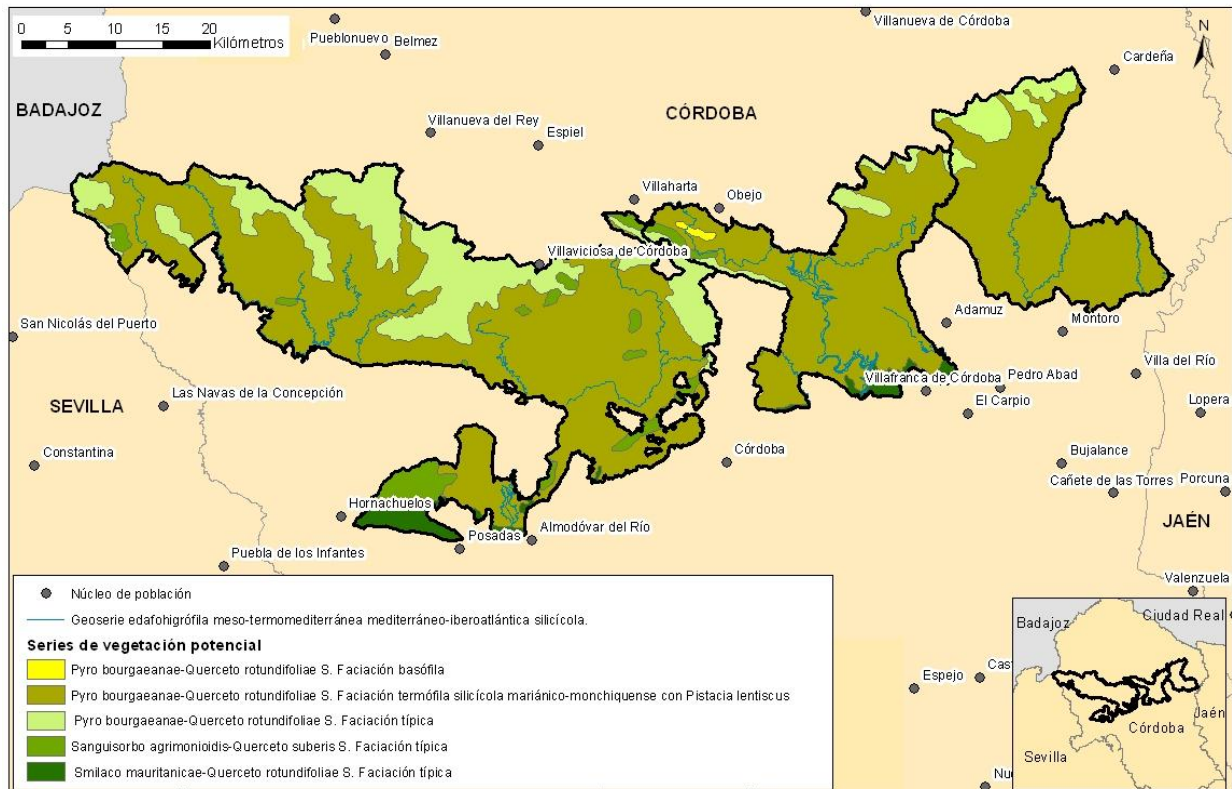 0 5 10 15 20
Kilómetros
Pueblonuevo
Belmez
Villanueva de Córdoba
N
Cardeña
BADAJOZ
CÓRDOBA
Villanueva del Rey
Espiel
Villaharta
Obejo
Villaviciosa de Córdoba
San Nicolás del Puerto
Adamuz
Montoro
Villa del Río
Las Navas de la Concepción
Villafranca de Córdoba
Pedro Abad
El Carpio
Lopera
SEVILLA
Constantina
Córdoba
Bujalance
Cañete de las Torres
Porcuna
Hornachuelos
JAÉN
Posadas
Almodóvar del Río
Puebla de los Infantes
Valenzuela
Núcleo de población
Geoserie edafohigrófila meso-termomediterránea mediterráneo-iberoatlántica silicícola.
Series de vegetación potencial
Pyro bourgaeanae-Querceto rotundifoliae S. Faciación basófila
Pyro bourgaeanae-Querceto rotundifoliae S. Faciación termófila silicícola mariánico-monchiquense con Pistacia lentiscus
Pyro bourgaeanae-Querceto rotundifoliae S. Faciación típica
Sanguisorbo agrimonioidis-Querceto suberis S. Faciación típica
Smilaco mauritanicae-Querceto rotundifoliae S. Faciación típica
Espejo
Badajoz
Ciudad Real
Córdoba
Jaén
Sevilla